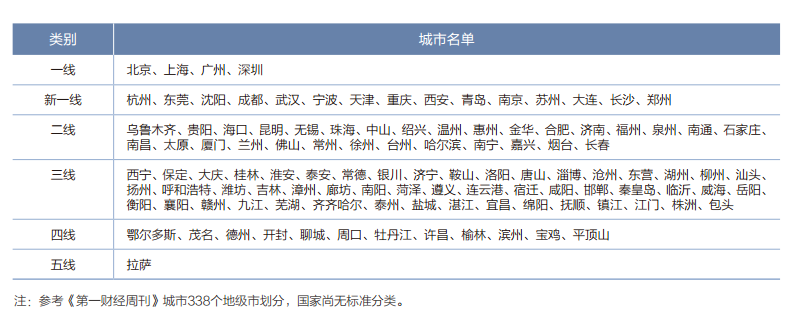 类别 城市名单
一线 北京、上海、广州、深圳
新一线 杭州、东莞、沈阳、成都、武汉、宁波、天津、重庆、西安、青岛、南京、苏州、大连、长沙、郑州
二线 乌鲁木齐、贵阳、海口、昆明、无锡、珠海、中山、绍兴、温州、惠州、金华、合肥、济南、福州、泉州、南通、石家庄、
南昌、太原、厦门、兰州、佛山、常州、徐州、台州、哈尔滨、南宁、嘉兴、烟台、长春
三线 西宁、保定、大庆、桂林、淮安、泰安、常德、银川、济宁、鞍山、洛阳、唐山、淄博、沧州、东营、湖州、柳州、汕头、
扬州、呼和浩特、潍坊、吉林、漳州、廊坊、南阳、菏泽、遵义、连云港、宿迁、咸阳、邯郸、秦皇岛、临沂、威海、岳阳、
衡阳、襄阳、赣州、九江、芜湖、齐齐哈尔、泰州、盐城、湛江、宜昌、绵阳、抚顺、镇江、江门、株洲、包头
四线 鄂尔多斯、茂名、德州、开封、聊城、周口、牡丹江、许昌、榆林、滨州、宝鸡、平顶山
五线 拉萨
注：参考《第一财经周刊》城市338个地级市划分，国家尚无标准分类。